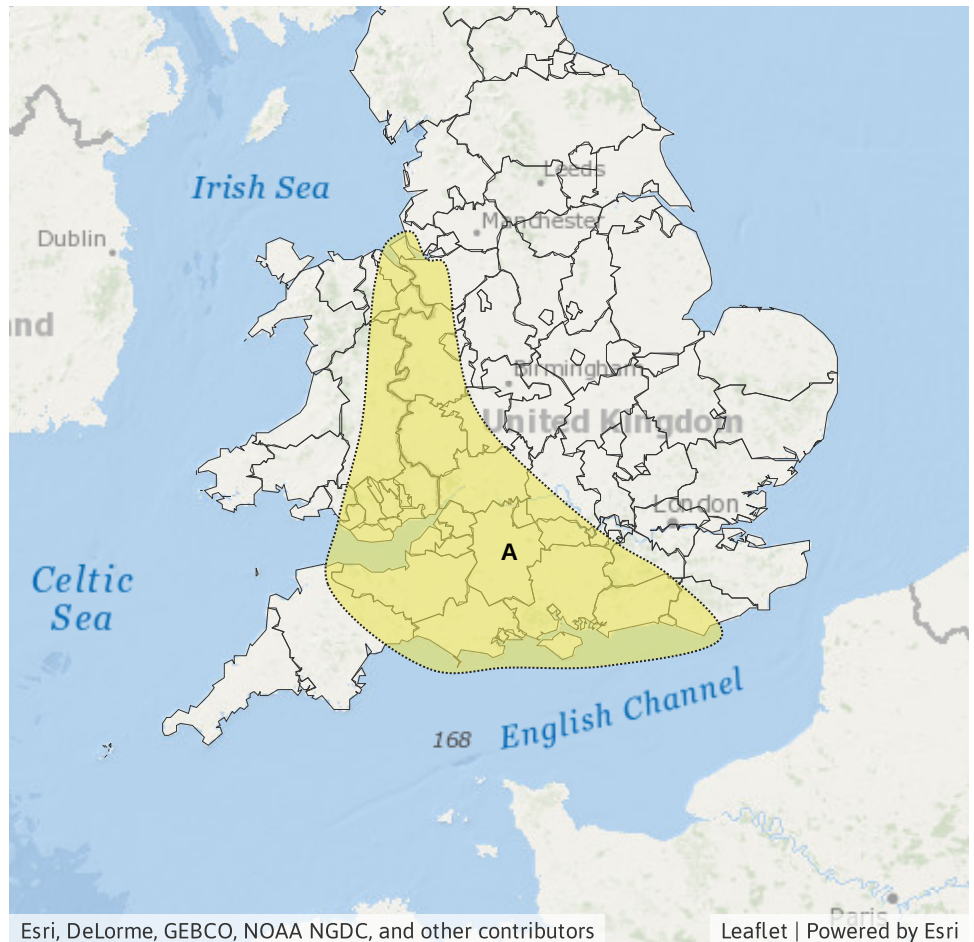 Leeds
Irish Sea
Manchester
Dublin
nd
Birmingham
United Kingdom
London
A
Celtic
Sea
English Channel
168
Paris
Esri, DeLorme, GEBCO, NOAA NGDC, and other contributors
Leaflet | Powered by Esri